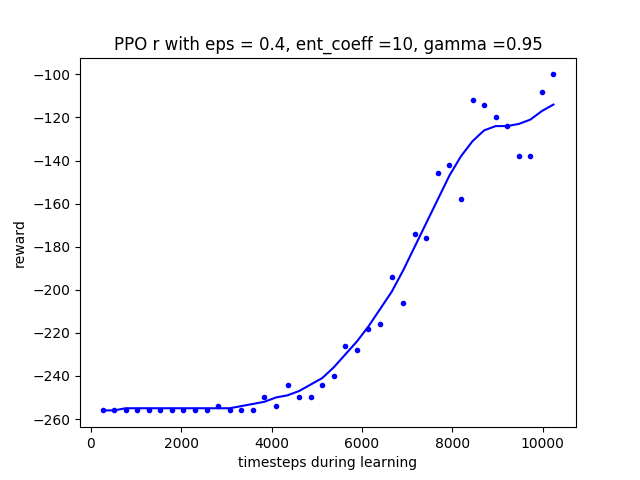 PPO r with eps = 0.4, ent_coeff =10, gamma =0.95
−100
−120
−140
−160
−180
−200
−220
−240
−260
reward
0 2000 4000 6000 8000 10000
timesteps during learning